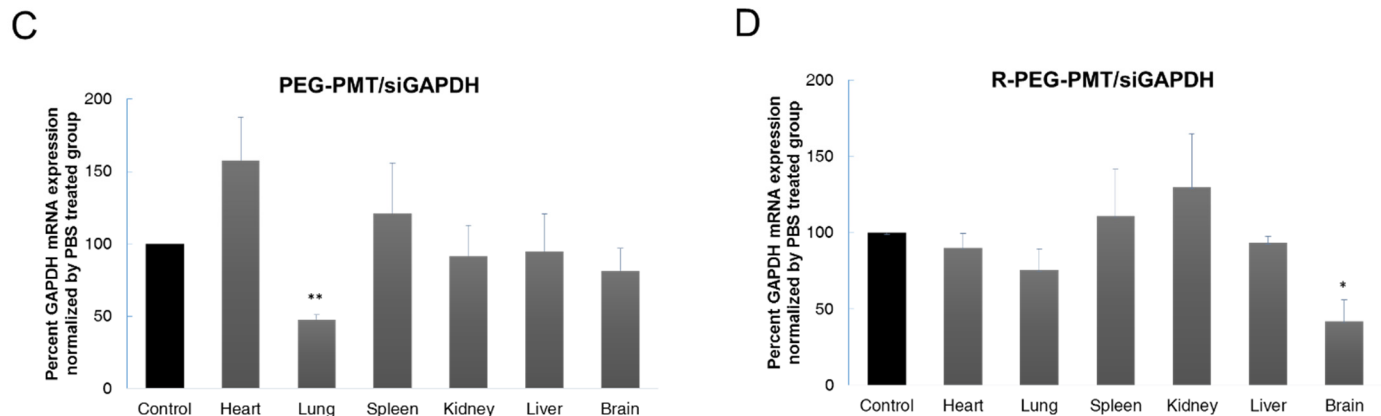 C
PEG-PMT/siGAPDH
Percent GAPDH mRNA expression
normalized by PBS treated group
200
150
100
50
0
**
Control Heart Lung Spleen Kidney Liver Brain
D
R-PEG-PMT/siGAPDH
Percent GAPDH mRNA expression
normalized by PBS treated group
200
150
100
50
0
*
Control Heart Lung Spleen Kidney Liver Brain